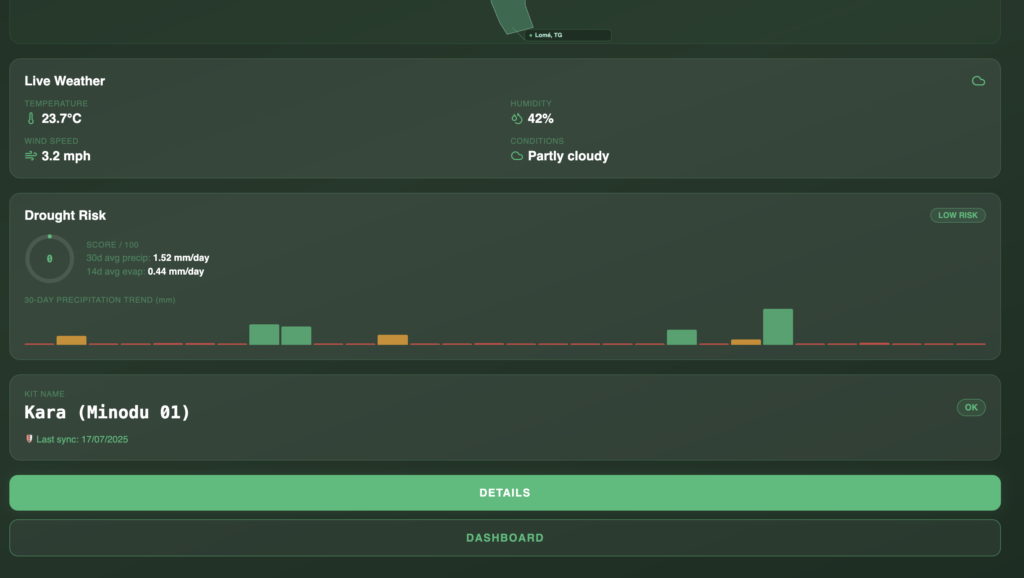 Lomé, TG
Live Weather
TEMPERATURE
23.7°C
HUMIDITY
42%
WIND SPEED
3.2 mph
CONDITIONS
Partly cloudy
Drought Risk
LOW RISK
0
SCORE / 100
30d avg precip: 1.52 mm/day
14d avg evap: 0.44 mm/day
30-DAY PRECIPITATION TREND (mm)
KIT NAME
Kara (Minodu 01)
OK
Last sync: 17/07/2025
DETAILS
DASHBOARD